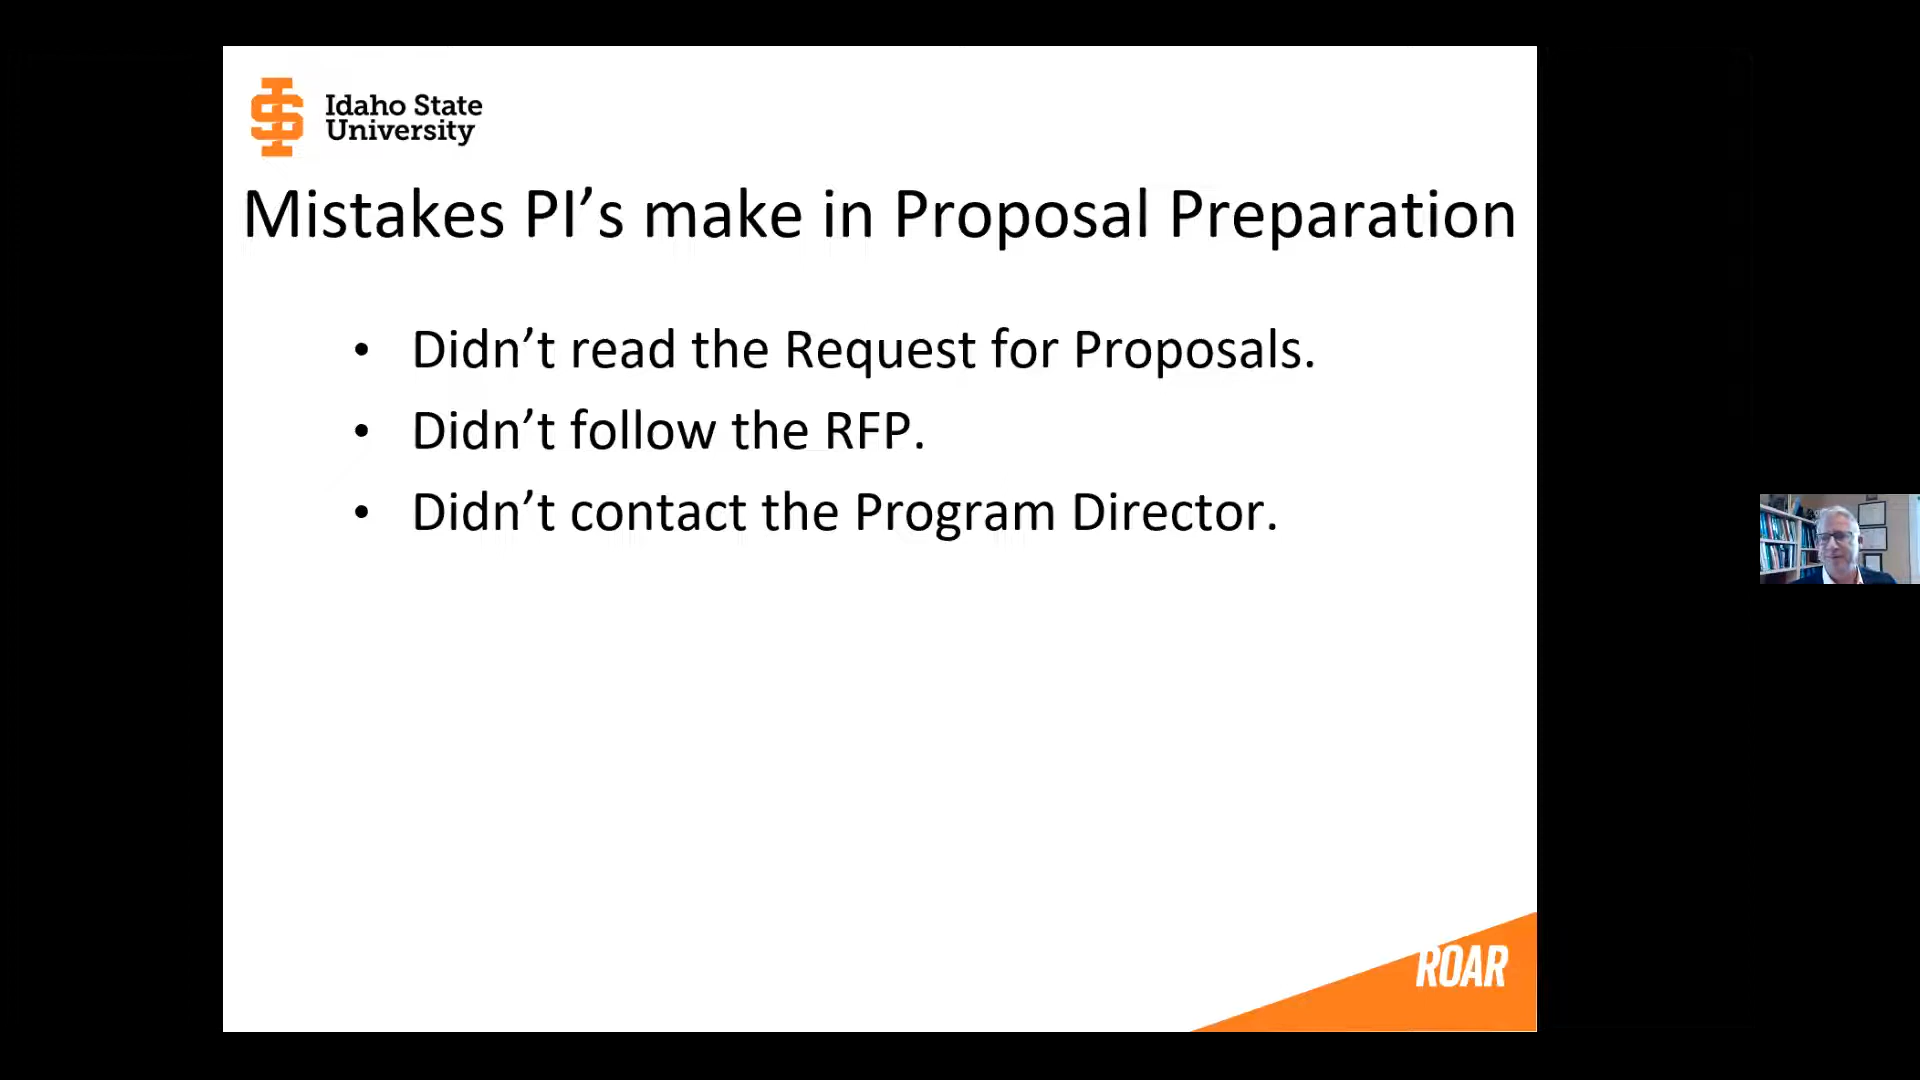 Idaho State
University
Mistakes PI’s make in Proposal Preparation
• Didn’t read the Request for Proposals.
• Didn’t follow the RFP.
• Didn’t contact the Program Director.
ROAR